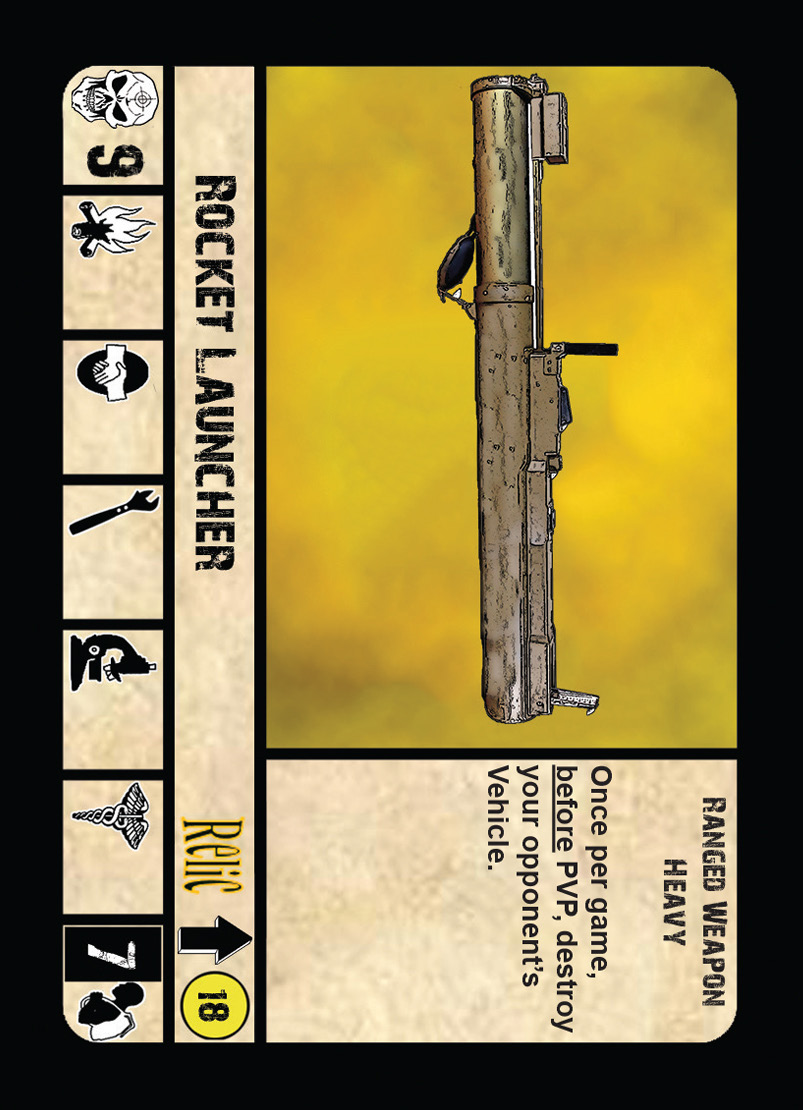 RANGED WEAPON
HEAVY
Once per game,
before PVP, destroy
your opponent's
Vehicle.
ROCKET LAUNCHER
Relic
18
9
7